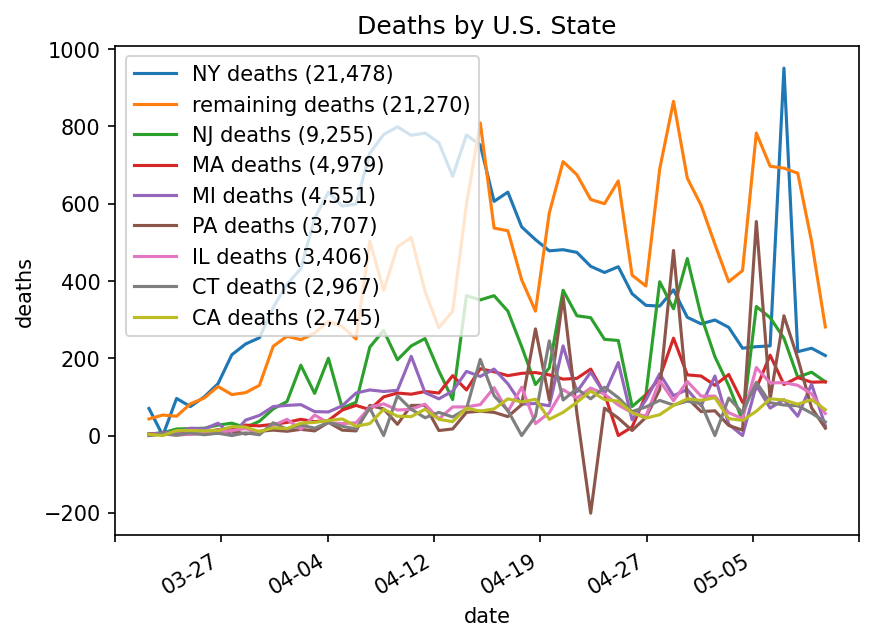 Deaths by U.S. State
1000
800
600
400
200
0
−200
deaths
NY deaths (21,478)
remaining deaths (21,270)
NJ deaths (9,255)
MA deaths (4,979)
MI deaths (4,551)
PA deaths (3,707)
IL deaths (3,406)
CT deaths (2,967)
CA deaths (2,745)
03-27
04-04
04-12
04-19
04-27
05-05
date